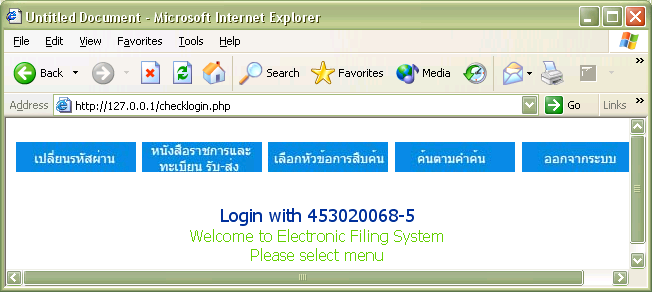 Untitled Document - Microsoft Internet Explorer
File Edit View Favorites Tools Help
Back Search Favorites Media
Address http://127.0.0.1/checklogin.php Go Links
เปลี่ยนรหัสผ่าน
หนังสือราชการและ
ทะเบียน รับ-ส่ง
เลือกหัวข้อการสืบค้น
ค้นตามคำค้น
ออกจากระบบ
Login with 453020068-5
Welcome to Electronic Filing System
Please select menu